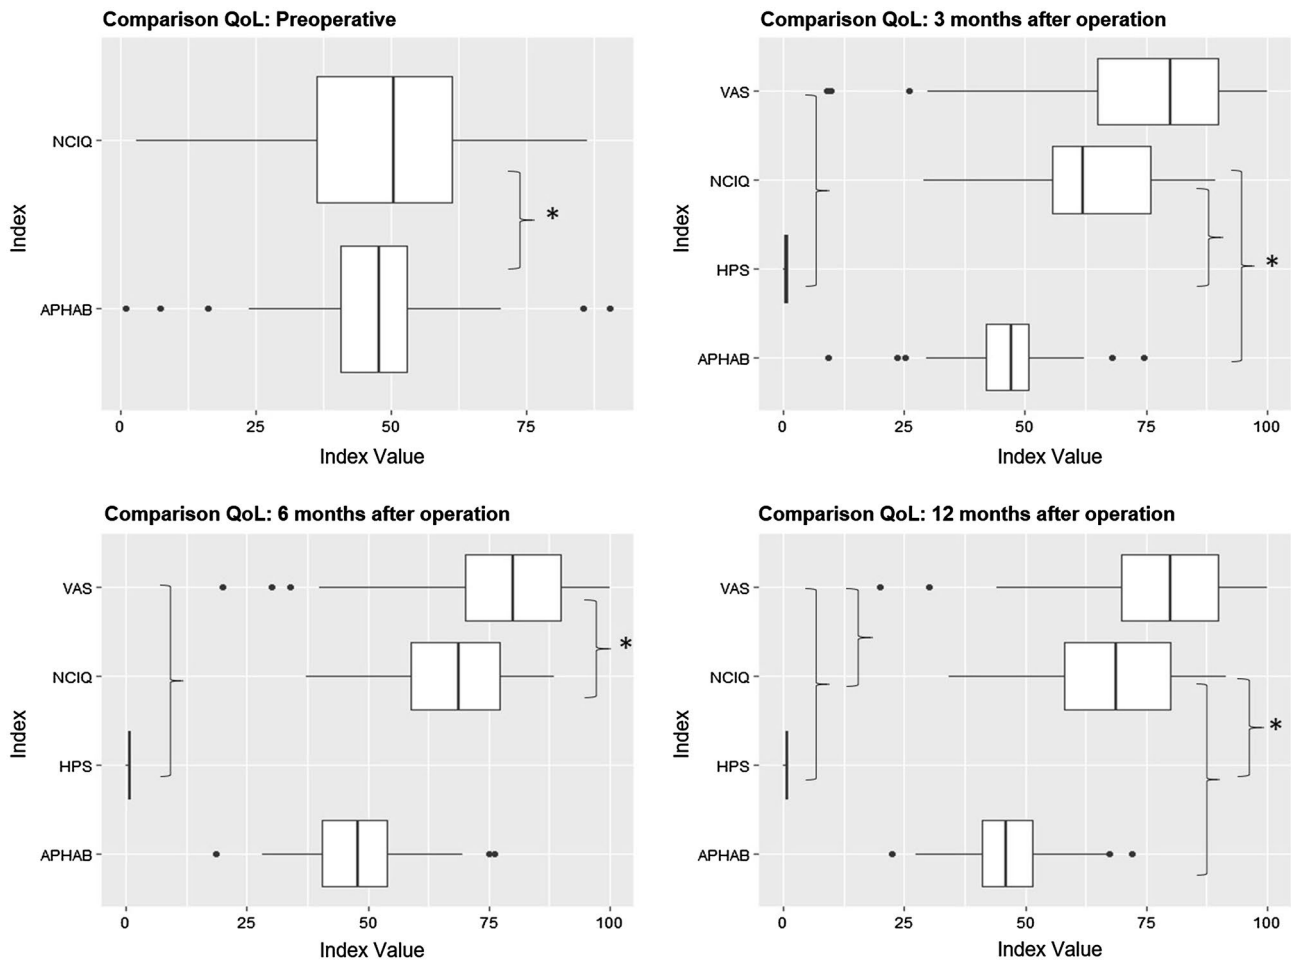 Comparison QoL: Preoperative
NCIQ
APHAB
*
Index
0 25 50 75
Index Value
Comparison QoL: 3 months after operation
VAS
NCIQ
HPS
APHAB
*
Index
0 25 50 75 100
Index Value
Comparison QoL: 6 months after operation
VAS
NCIQ
HPS
APHAB
*
Index
0 25 50 75 100
Index Value
Comparison QoL: 12 months after operation
VAS
NCIQ
HPS
APHAB
*
Index
0 25 50 75 100
Index Value